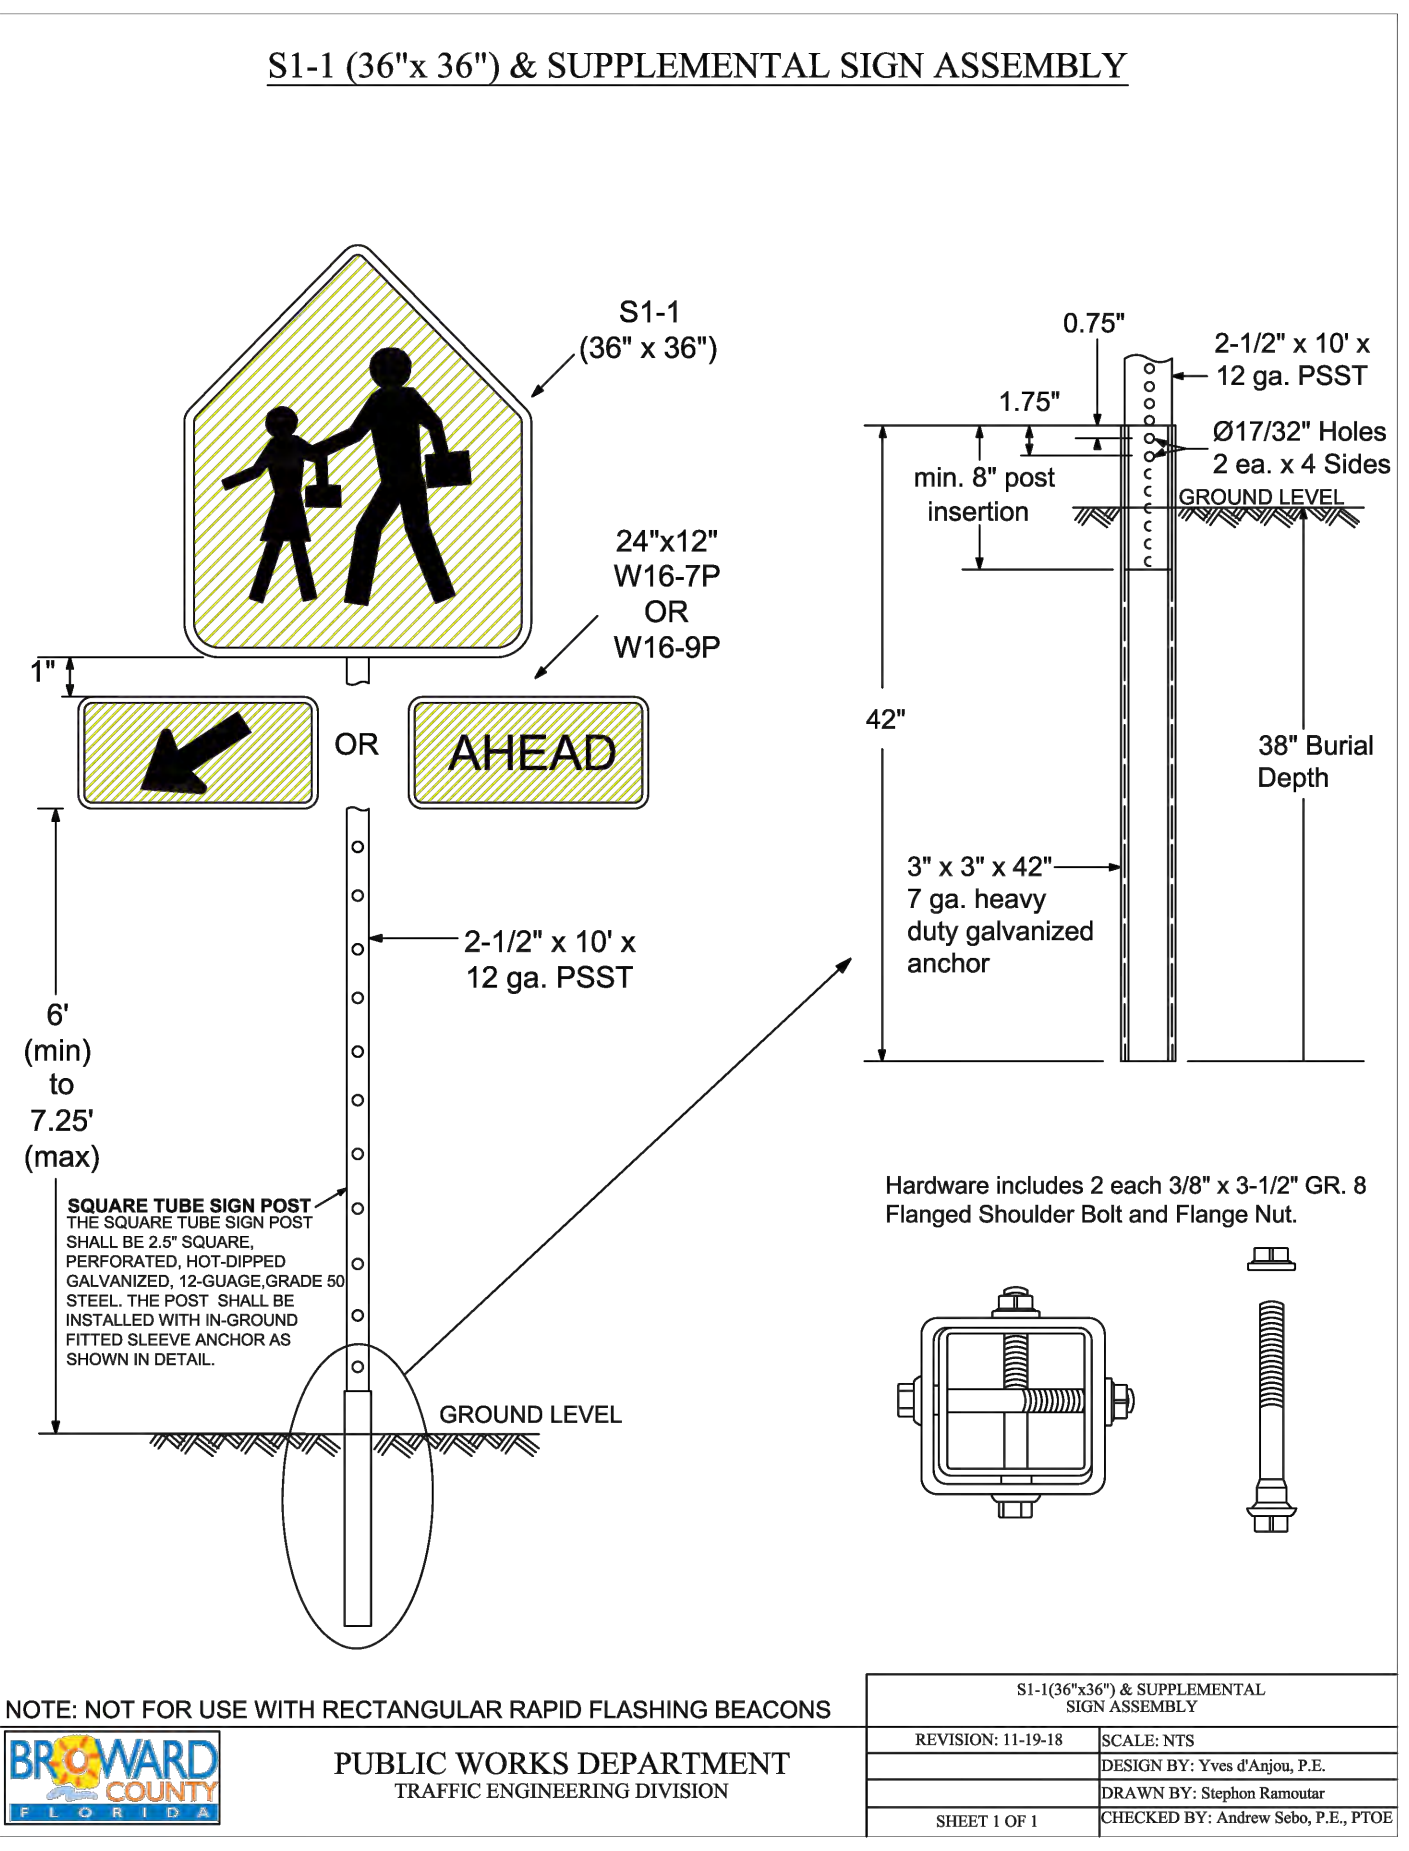 S1-1 (36"x 36") & SUPPLEMENTAL SIGN ASSEMBLY
S1-1
(36" x 36")
24"x12"
W16-7P
OR
W16-9P
1"
OR
AHEAD
2-1/2" x 10' x
12 ga. PSST
6'
(min)
to
7.25'
(max)
SQUARE TUBE SIGN POST
THE SQUARE TUBE SIGN POST
SHALL BE 2.5" SQUARE,
PERFORATED, HOT-DIPPED
GALVANIZED, 12-GUAGE,GRADE 50
STEEL. THE POST SHALL BE
INSTALLED WITH IN-GROUND
FITTED SLEEVE ANCHOR AS
SHOWN IN DETAIL.
GROUND LEVEL
0.75"
2-1/2" x 10' x
12 ga. PSST
1.75"
Ø17/32" Holes
2 ea. x 4 Sides
min. 8" post
insertion
GROUND LEVEL
42"
38" Burial
Depth
3" x 3" x 42"
7 ga. heavy
duty galvanized
anchor
Hardware includes 2 each 3/8" x 3-1/2" GR. 8
Flanged Shoulder Bolt and Flange Nut.
NOTE: NOT FOR USE WITH RECTANGULAR RAPID FLASHING BEACONS
BROWARD
COUNTY
FLORIDA
PUBLIC WORKS DEPARTMENT
TRAFFIC ENGINEERING DIVISION
S1-1(36"x36") & SUPPLEMENTAL
SIGN ASSEMBLY
REVISION: 11-19-18
SCALE: NTS
DESIGN BY: Yves d'Anjou, P.E.
DRAWN BY: Stephon Ramoutar
SHEET 1 OF 1
CHECKED BY: Andrew Sebo, P.E., PTOE